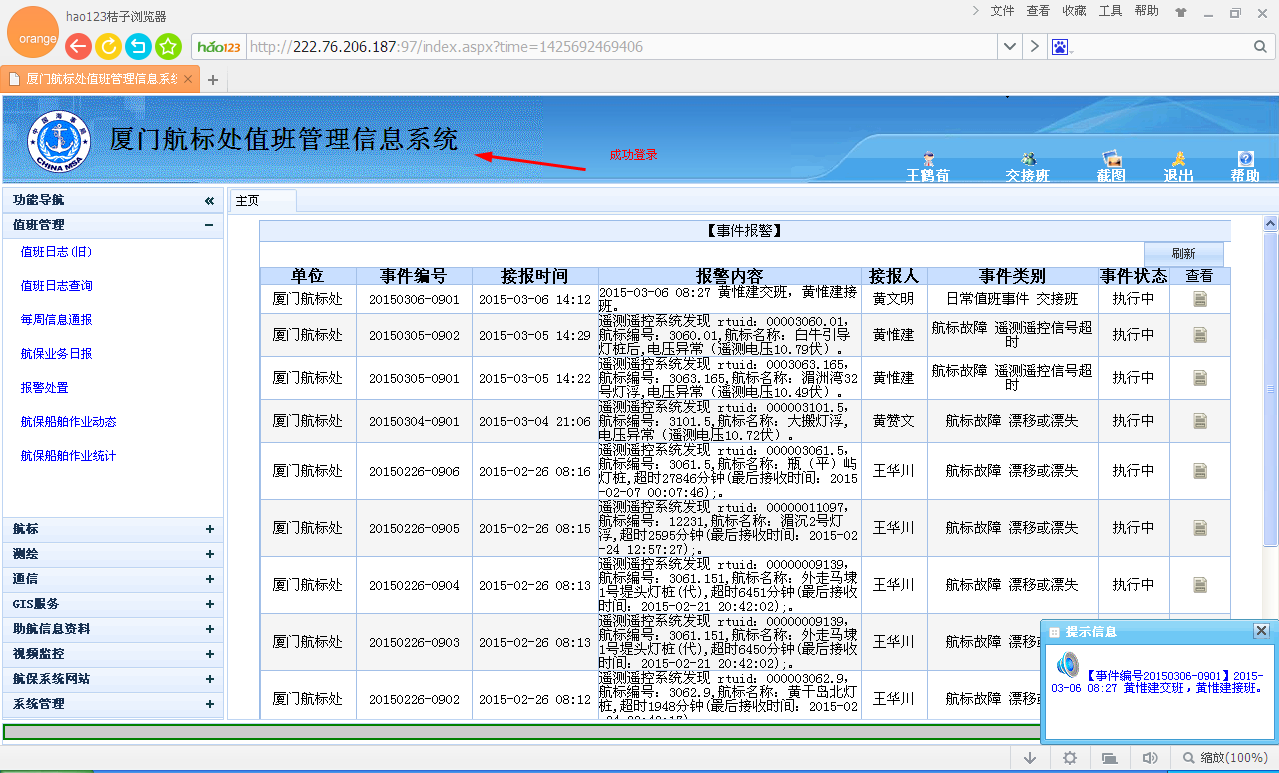 hao123桔子浏览器
文件 查看 收藏 工具 帮助
orange
hao123 http://222.76.206.187:97/index.aspx?time=1425692469406
厦门航标处值班管理信息系统
中国海事局
CHINA MSA
厦门航标处值班管理信息系统
成功登录
王鹤荀 交接班 截图 退出 帮助
功能导航
主页
值班管理
值班日志(旧)
值班日志查询
每周信息通报
航保业务日报
报警处置
航保船舶作业动态
航保船舶作业统计
航标
测绘
通信
GIS服务
助航信息资料
视频监控
航保系统网站
系统管理
【事件报警】
刷新
单位 事件编号 接报时间 报警内容 接报人 事件类别 事件状态 查看
厦门航标处 20150306-0901 2015-03-06 14:12 2015-03-06 08:27 黄惟建交班，黄惟建接
班。 黄文明 日常值班事件 交接班 执行中
厦门航标处 20150305-0902 2015-03-05 14:29 遥测遥控系统发现 rtuid：00003060.01，
航标编号：3060.01,航标名称：白牛引导
灯桩后,电压异常（遥测电压10.79伏）。 黄惟建 航标故障 遥测遥控信号超
时 执行中
厦门航标处 20150305-0901 2015-03-05 14:22 遥测遥控系统发现 rtuid：0003063.165，
航标编号：3063.165,航标名称：湄洲湾32
号灯浮,电压异常（遥测电压10.49伏）。 黄惟建 航标故障 遥测遥控信号超
时 执行中
厦门航标处 20150304-0901 2015-03-04 21:06 遥测遥控系统发现 rtuid：000003101.5，
航标编号：3101.5,航标名称：大搬灯浮,
电压异常（遥测电压10.72伏）。 黄赞文 航标故障 漂移或漂失 执行中
厦门航标处 20150226-0906 2015-02-26 08:16 遥测遥控系统发现 rtuid：000003061.5，
航标编号：3061.5,航标名称：瓶（平）屿
灯桩,超时27846分钟(最后接收时间：2015
-02-07 00:07:46);。 王华川 航标故障 漂移或漂失 执行中
厦门航标处 20150226-0905 2015-02-26 08:15 遥测遥控系统发现 rtuid：00000011097，
航标编号：12231,航标名称：湄沉2号灯
浮,超时2595分钟(最后接收时间：2015-02
-24 12:57:27);。 王华川 航标故障 漂移或漂失 执行中
厦门航标处 20150226-0904 2015-02-26 08:13 遥测遥控系统发现 rtuid：00000009139，
航标编号：3061.151,航标名称：外走马埭
1号堤头灯桩(代),超时6451分钟(最后接收
时间：2015-02-21 20:42:02);。 王华川 航标故障 漂移或漂失 执行中
厦门航标处 20150226-0903 2015-02-26 08:13 遥测遥控系统发现 rtuid：00000009139，
航标编号：3061.151,航标名称：外走马埭
1号堤头灯桩(代),超时6450分钟(最后接收
时间：2015-02-21 20:42:02);。 王华川 航标故障 漂移或漂失
厦门航标处 20150226-0902 2015-02-26 08:12 遥测遥控系统发现 rtuid：000003062.9，
航标编号：3062.9,航标名称：黄干岛北灯
桩,超时1948分钟(最后接收时间：2015-02 王华川 航标故障 漂移或漂失
提示信息
【事件编号20150306-0901】2015-
03-06 08:27 黄惟建交班，黄惟建接班。
缩放(100%)